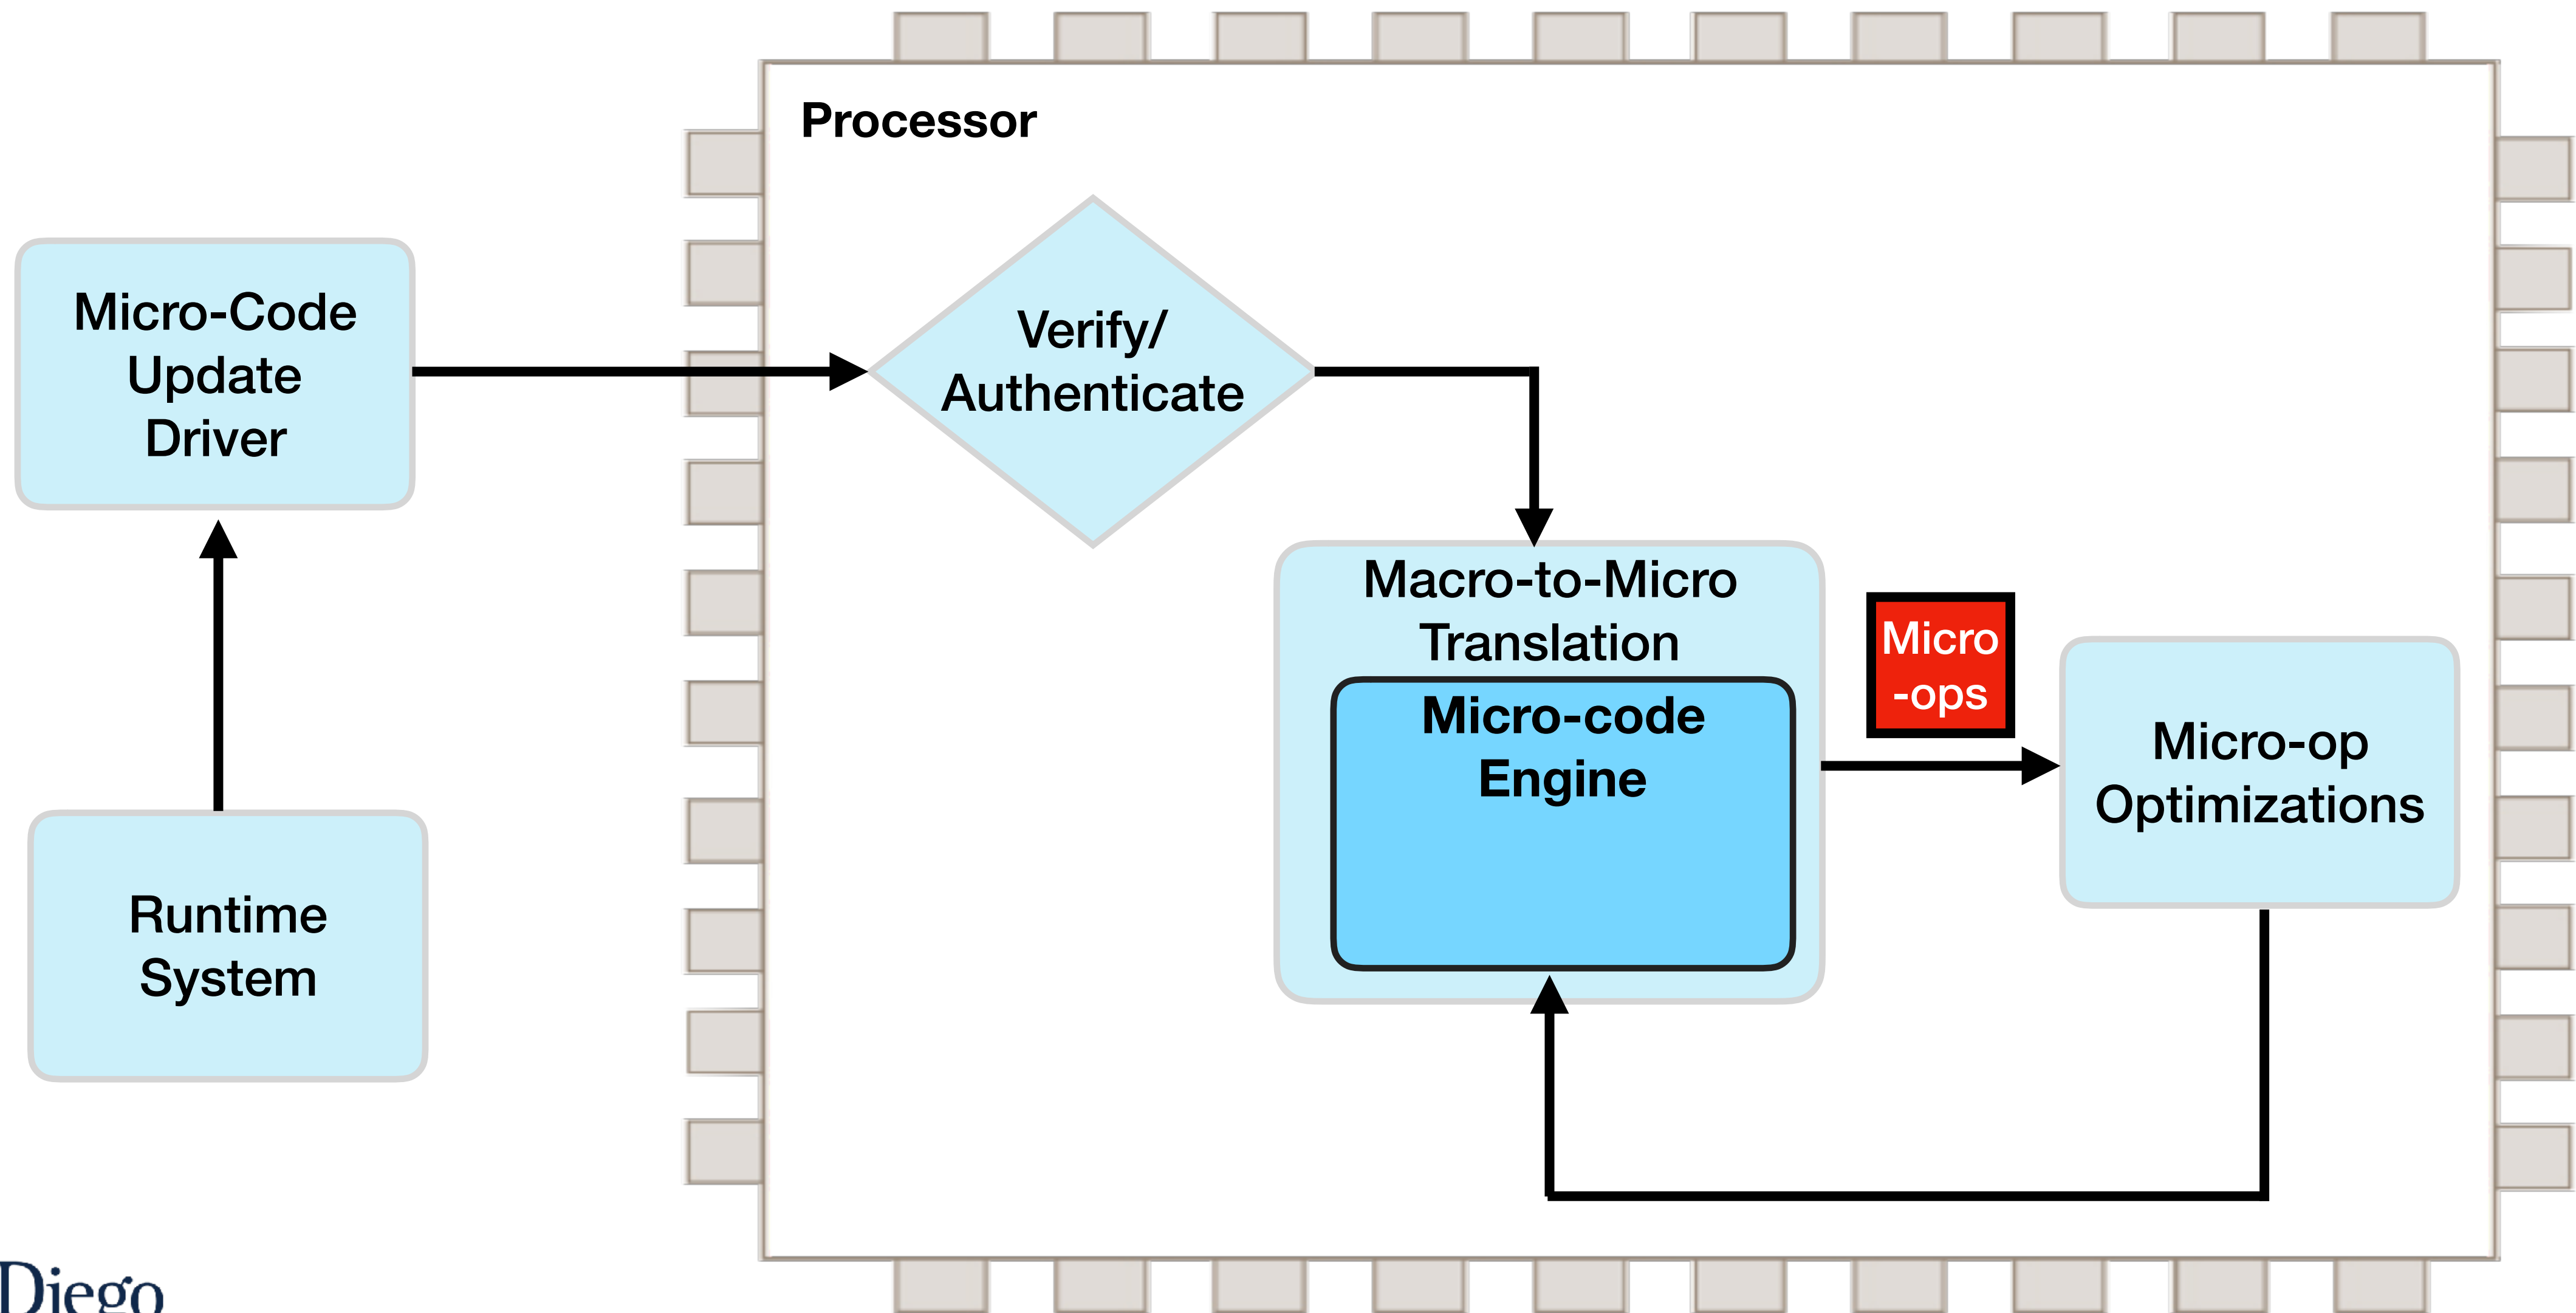 Processor
Micro-Code
Update
Driver
Verify/
Authenticate
Macro-to-Micro
Translation
Micro-code
Engine
Micro
-ops
Micro-op
Optimizations
Runtime
System
Diego